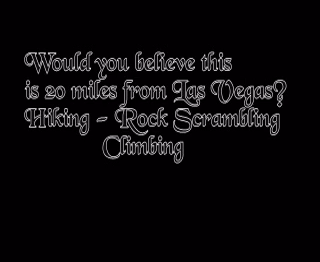 Would you believe this
is 20 miles from Las Vegas?
Hiking - Rock Scrambling
Climbing